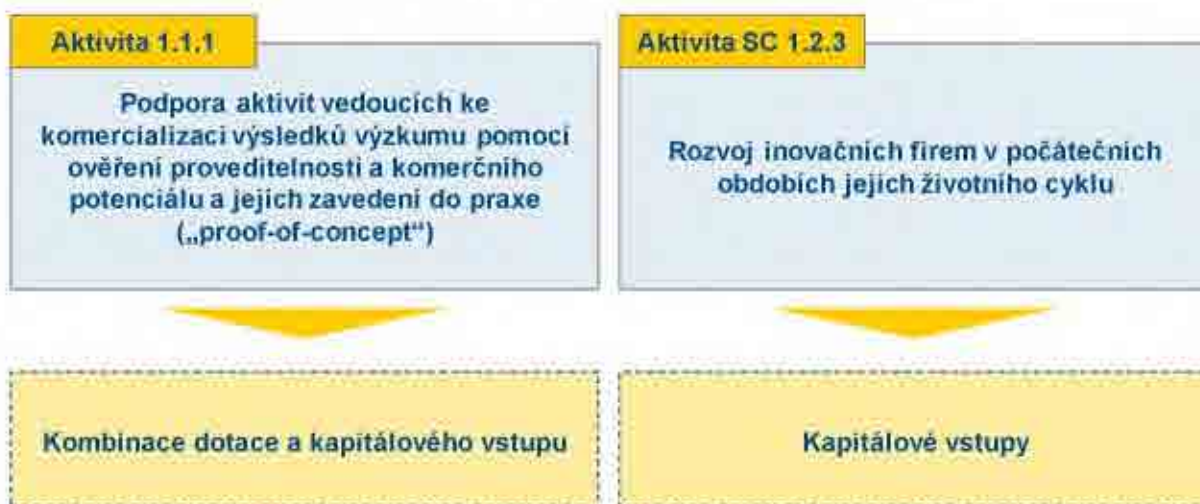 Aktivita 1.1.1
Podpora aktivit vedoucích ke
komercializaci výsledků výzkumu pomocí
ověření proveditelnosti a komerčního
potenciálu a jejich zavedení do praxe
(„proof-of-concept“)
Kombinace dotace a kapitálového vstupu
Aktivita SC 1.2.3
Rozvoj inovačních firem v počátečních
obdobích jejich životního cyklu
Kapitálové vstupy